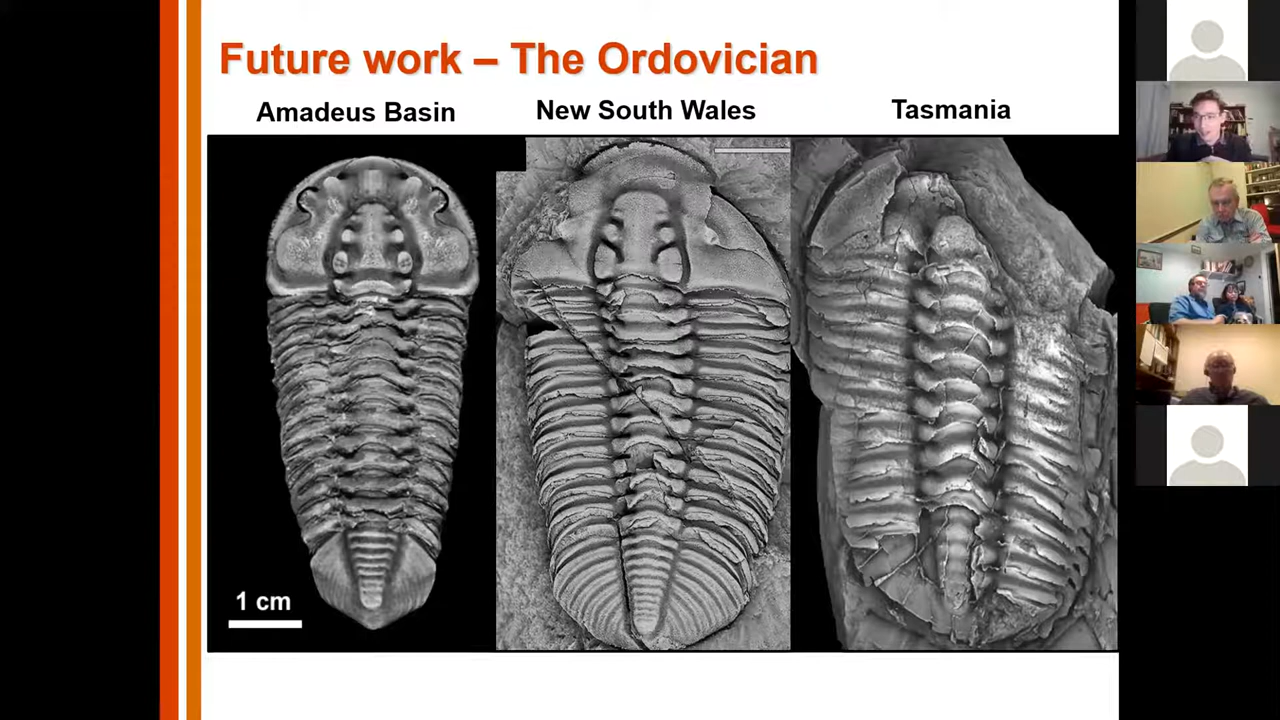 Future work – The Ordovician
Amadeus Basin
New South Wales
Tasmania
1 cm